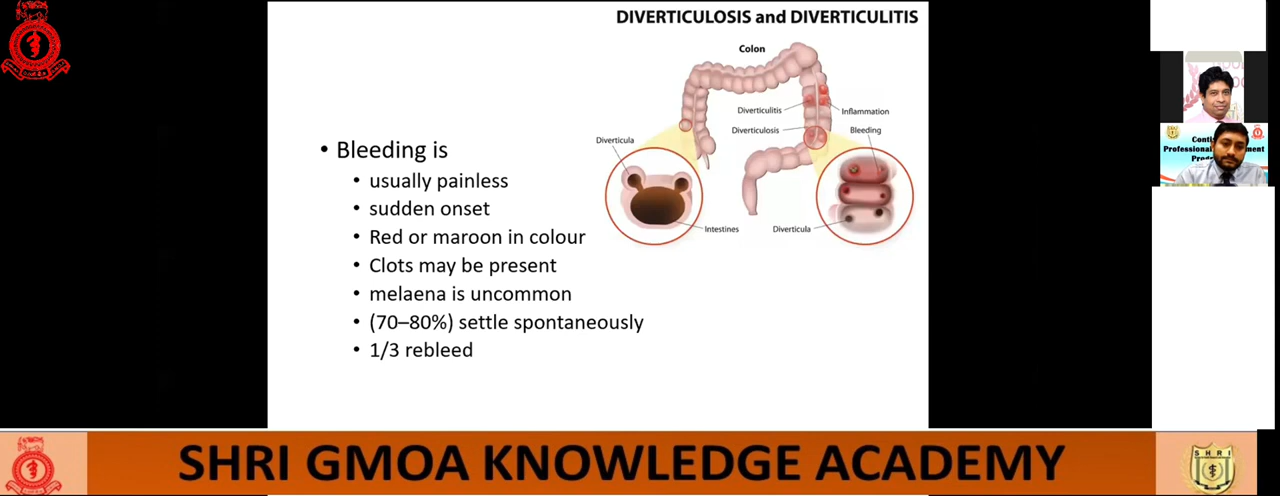 DIVERTICULOSIS and DIVERTICULITIS
Colon
Diverticulitis
Inflammation
Diverticulosis
Bleeding
Diverticula
Intestines
Diverticula
• Bleeding is
• usually painless
• sudden onset
• Red or maroon in colour
• Clots may be present
• melaena is uncommon
• (70–80%) settle spontaneously
• 1/3 rebleed
SHRI GMOA KNOWLEDGE ACADEMY
SHRI